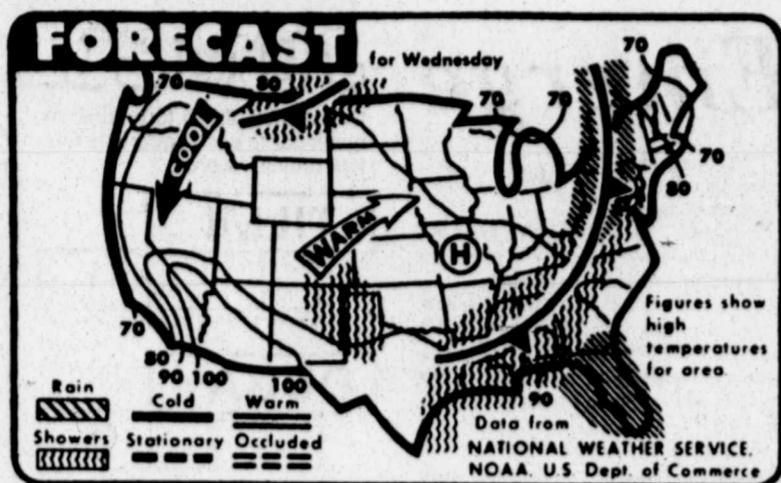 FORECAST
for Wednesday
70 80 70
COOL
70 70
70
80
WARM
H
70
80
90 100
100
90
Figures show
high
temperatures
for area
Rain
Cold Warm
Showers Stationary Occluded
Data from
NATIONAL WEATHER SERVICE.
NOAA. U.S. Dept. of Commerce